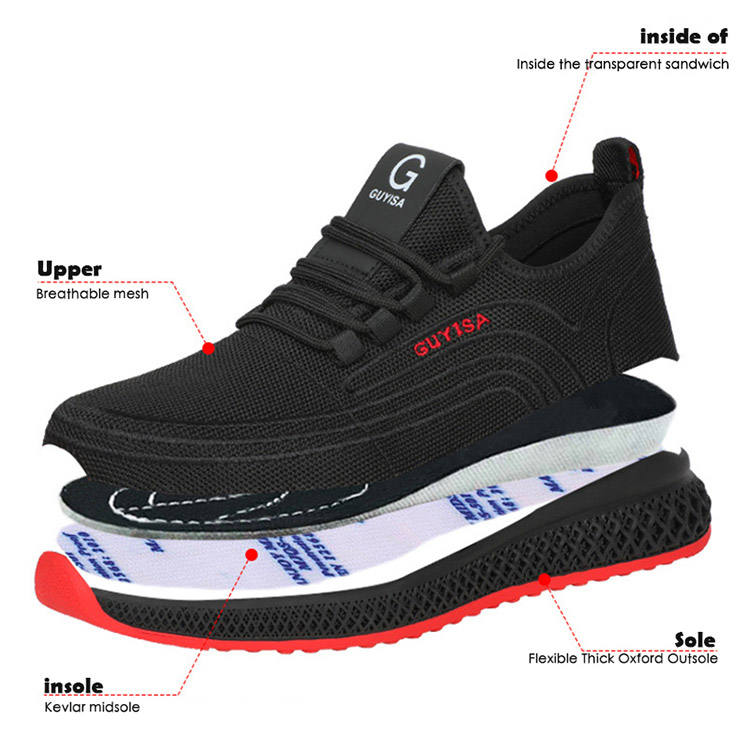 inside of
Inside the transparent sandwich
G
GUYISA
Upper
Breathable mesh
GUYISA
Sole
Flexible Thick Oxford Outsole
insole
Kevlar midsole